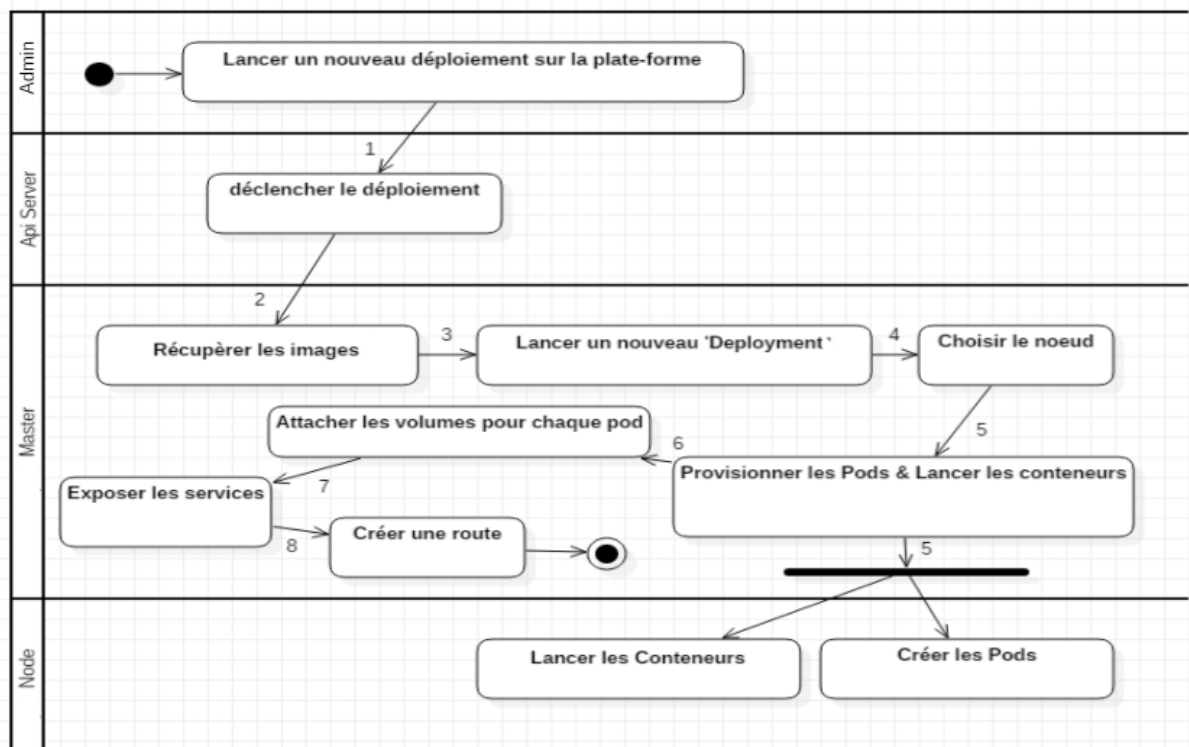 Admin
Lancer un nouveau déploiement sur la plate-forme
1
Api Server
déclencher le déploiement
2
Master
Récupèrer les images
3
Lancer un nouveau 'Deployment`
4
Choisir le noeud
5
Attacher les volumes pour chaque pod
6
Provisionner les Pods & Lancer les conteneurs
7
Exposer les services
8
Créer une route
5
Node
Lancer les Conteneurs
Créer les Pods